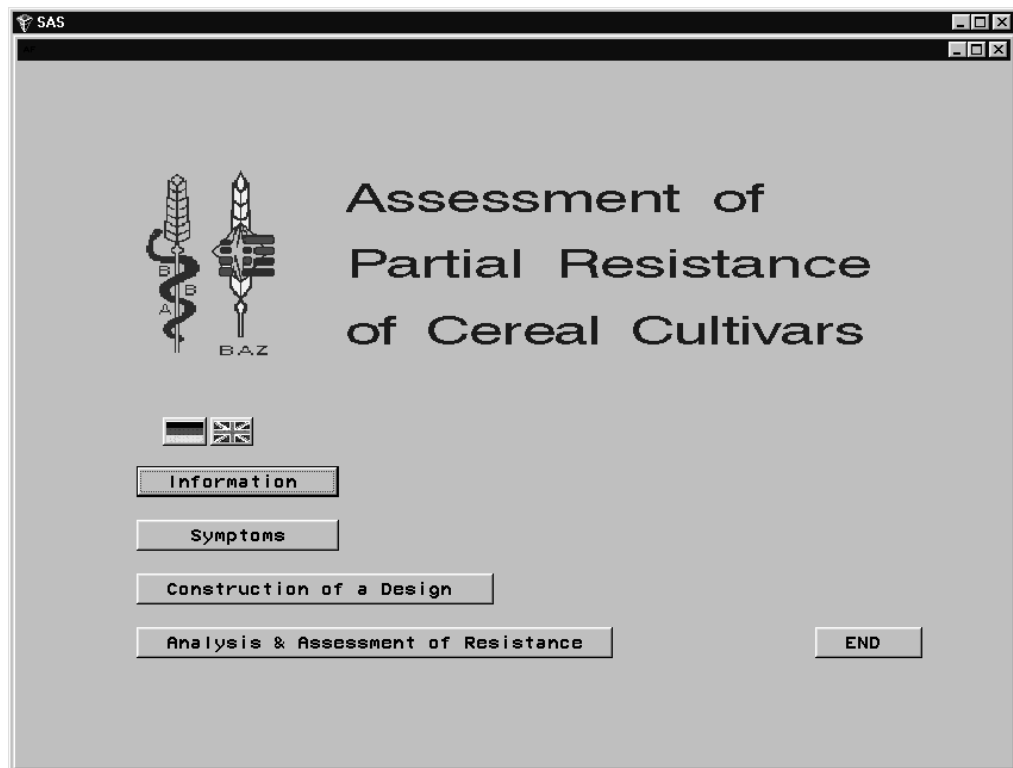 SAS
Assessment of
Partial Resistance
of Cereal Cultivars
B
B
A
BAZ
Information
Symptoms
Construction of a Design
Analysis & Assessment of Resistance
END